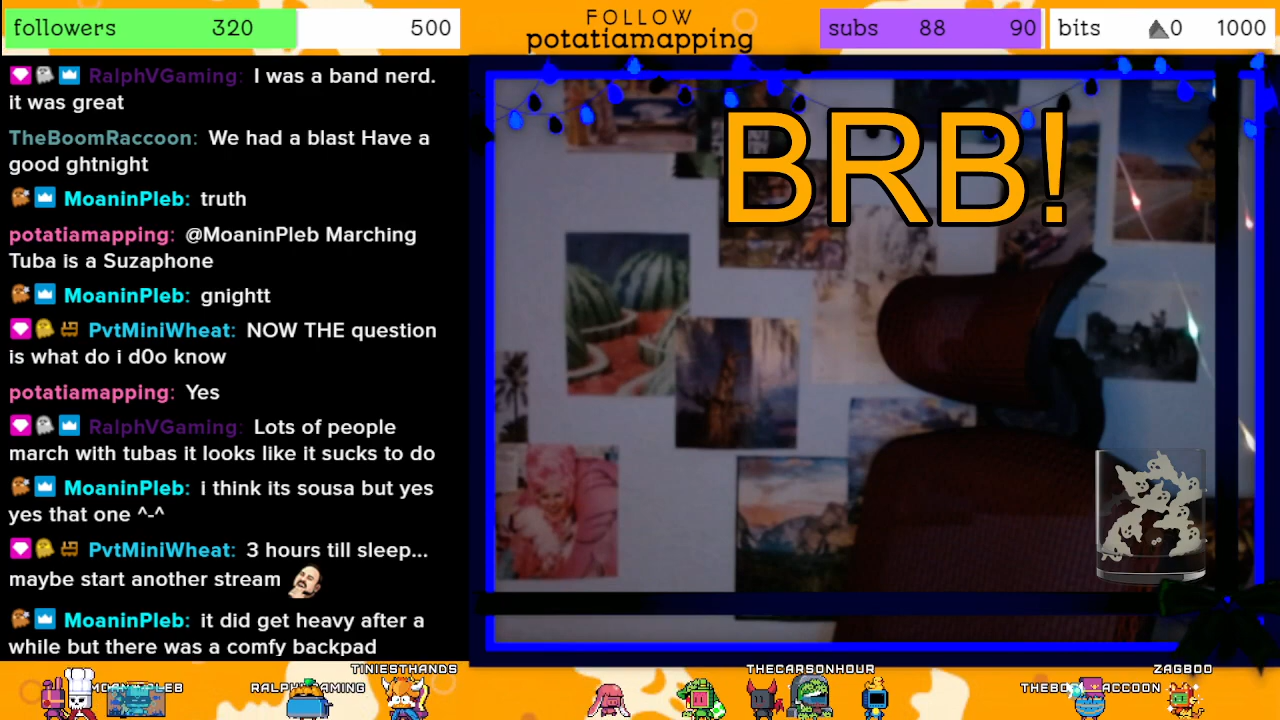 followers 320 500
FOLLOW
potatiamapping
subs 88 90
bits 0 1000
RalphVGaming: I was a band nerd.
it was great
TheBoomRaccoon: We had a blast Have a
good ghtnight
MoaninPleb: truth
potatiamapping: @MoaninPleb Marching
Tuba is a Suzaphone
MoaninPleb: gnightt
PvtMiniWheat: NOW THE question
is what do i d0o know
potatiamapping: Yes
RalphVGaming: Lots of people
march with tubas it looks like it sucks to do
MoaninPleb: i think its sousa but yes
yes that one ^-^
PvtMiniWheat: 3 hours till sleep...
maybe start another stream
MoaninPleb: it did get heavy after a
while but there was a comfy backpad
BRB!
TINIESTHANDS
THECARSONHOUR
ZAGBOO